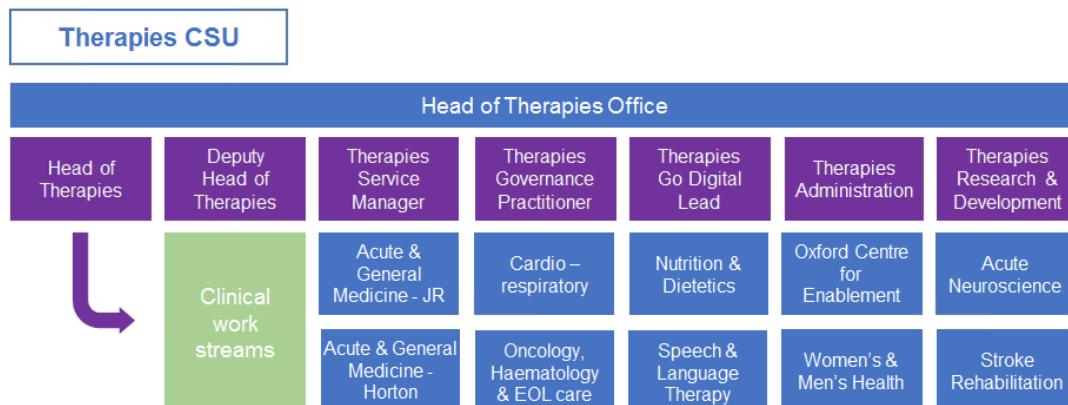 Therapies CSU
Head of Therapies Office
Head of
Therapies
Deputy
Head of
Therapies
Therapies
Service
Manager
Therapies
Governance
Practitioner
Therapies
Go Digital
Lead
Therapies
Administration
Therapies
Research &
Development
Clinical
work
streams
Acute &
General
Medicine - JR
Cardio –
respiratory
Nutrition &
Dietetics
Oxford Centre
for
Enablement
Acute
Neuroscience
Acute & General
Medicine -
Horton
Oncology,
Haematology
& EOL care
Speech &
Language
Therapy
Women's &
Men's Health
Stroke
Rehabilitation